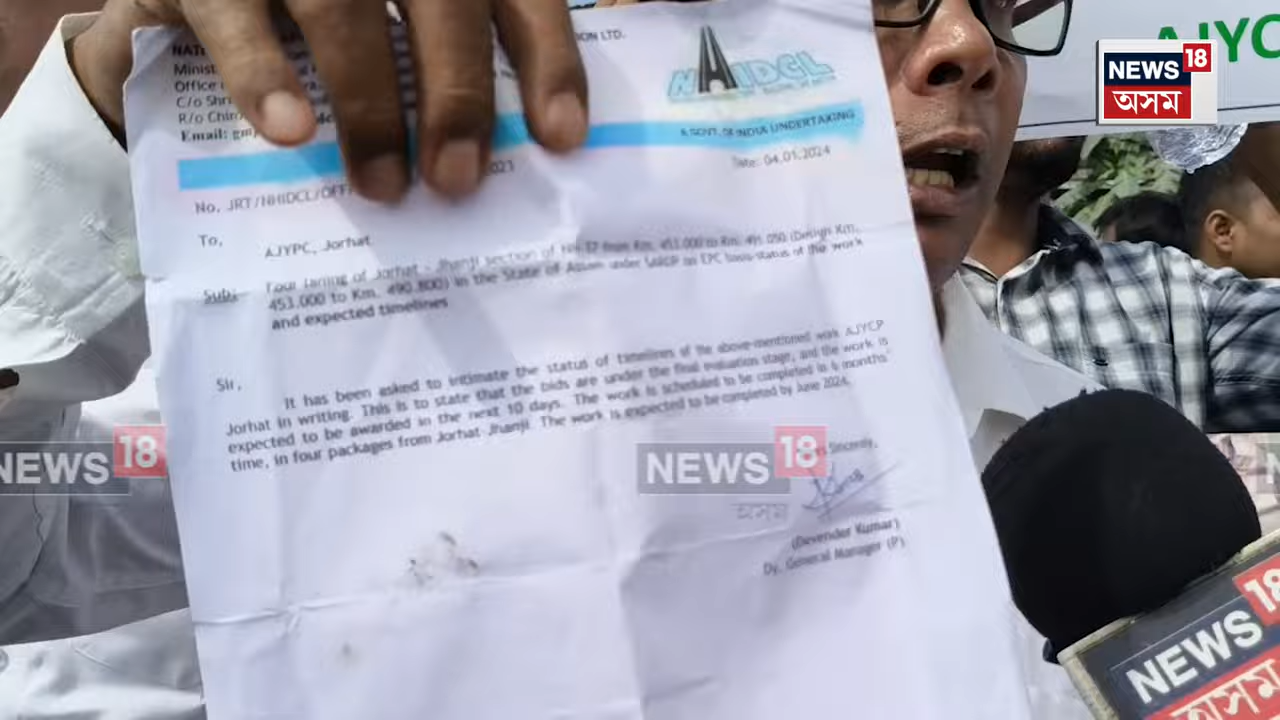 NATI ION LTD.
Minist
Office
C/o Shri
R/o Chin
Email:
NHIDCL
A GOVT. OF INDIA UNDERTAKING
No. JRT/NHIDCL/OFF
Date: 04.01.2024
To,
AJYPC, Jorhat
Sub: Four laning of Jorhat - Jhanji section of NH-37 from Km. 453.000 to Km. 491.050 (Design Km.
453.000 to Km. 490.800) in the State of Assam under SARDP on EPC basis-status of the work
and expected timelines
Sir,
It has been asked to intimate the status of timelines of the above-mentioned work AJYCP
Jorhat in writing. This is to state that the bids are under the final evaluation stage, and the work is
expected to be awarded in the next 10 days. The work is scheduled to be completed in 6 months'
time, in four packages from Jorhat Jhanji. The work is expected to be completed by June 2024.
Sincerely,
(Devender Kumar)
Dy. General Manager (P)
AJYC
NEWS 18
অসম
NEWS 18
NEWS 18
অসম
NEWS 18
অসম